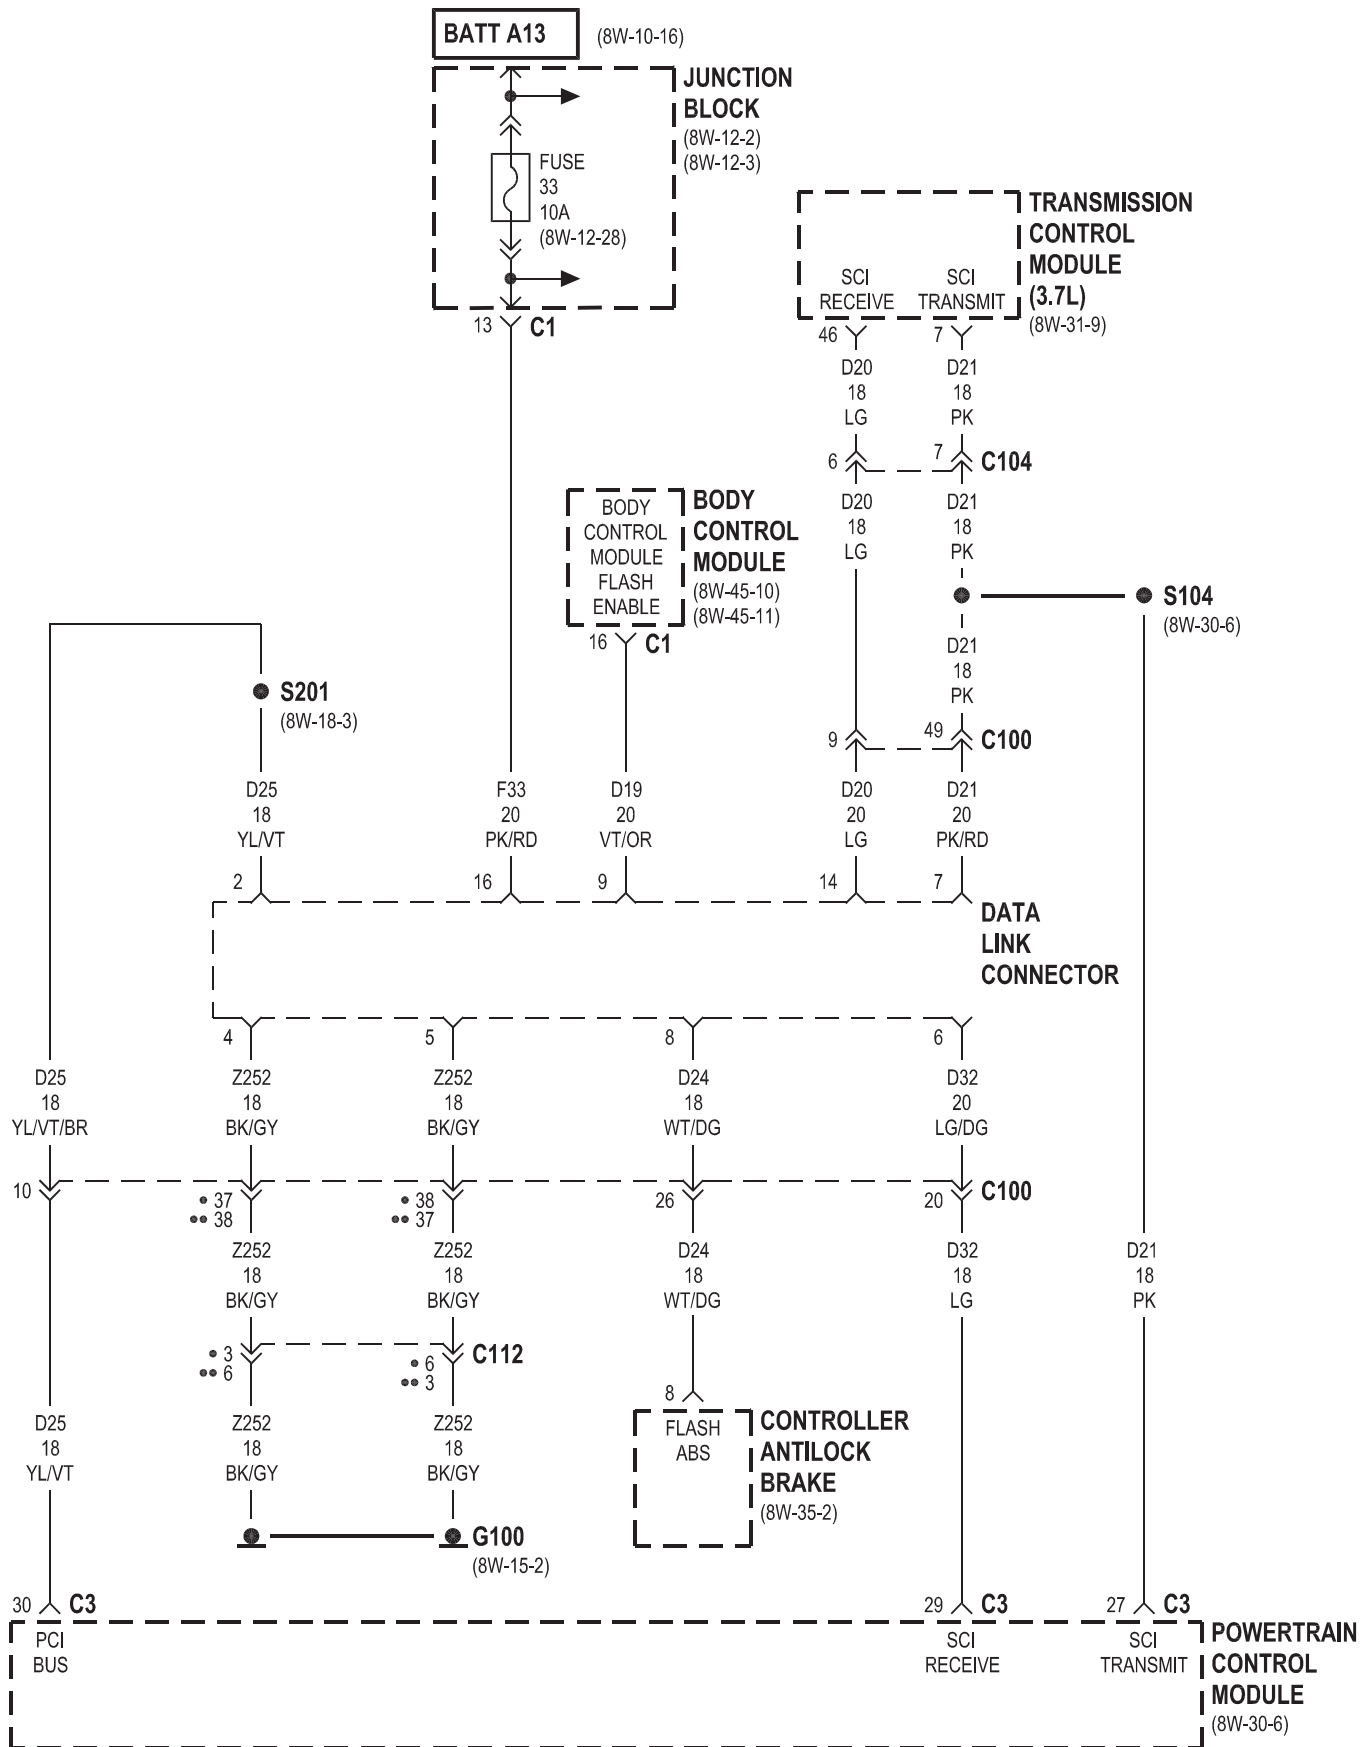 BATT A13
(8W-10-16)
JUNCTION
BLOCK
(8W-12-2)
(8W-12-3)
FUSE
33
10A
(8W-12-28)
13
C1
TRANSMISSION
CONTROL
MODULE
(3.7L)
(8W-31-9)
SCI
RECEIVE
SCI
TRANSMIT
46
7
D20
18
LG
D21
18
PK
6
7
C104
D20
18
LG
D21
18
PK
BODY
CONTROL
MODULE
FLASH
ENABLE
BODY
CONTROL
MODULE
(8W-45-10)
(8W-45-11)
16
C1
S104
(8W-30-6)
D21
18
PK
S201
(8W-18-3)
9
49
C100
D25
18
YL/VT
F33
20
PK/RD
D19
20
VT/OR
D20
20
LG
D21
20
PK/RD
2
16
9
14
7
DATA
LINK
CONNECTOR
4
5
8
6
D25
18
YL/VT/BR
Z252
18
BK/GY
Z252
18
BK/GY
D24
18
WT/DG
D32
20
LG/DG
10
• 37
•• 38
• 38
•• 37
26
20
C100
Z252
18
BK/GY
Z252
18
BK/GY
D24
18
WT/DG
D32
18
LG
D21
18
PK
• 3
•• 6
• 6
•• 3
C112
8
FLASH
ABS
CONTROLLER
ANTILOCK
BRAKE
(8W-35-2)
D25
18
YL/VT
Z252
18
BK/GY
Z252
18
BK/GY
G100
(8W-15-2)
30
C3
29
C3
27
C3
PCI
BUS
SCI
RECEIVE
SCI
TRANSMIT
POWERTRAIN
CONTROL
MODULE
(8W-30-6)